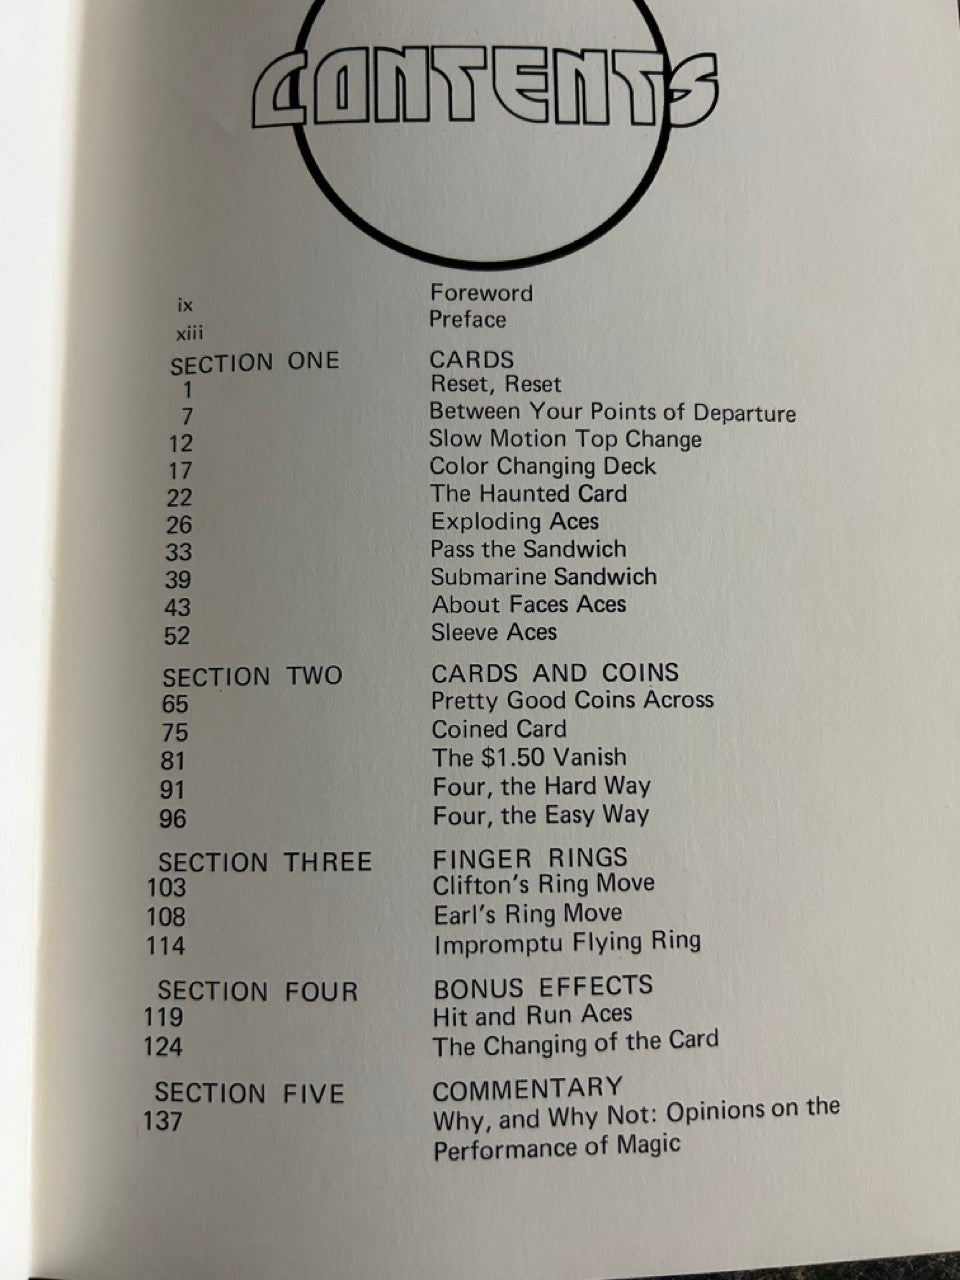 CONTENTS
ix Foreword
xiii Preface
SECTION ONE CARDS
1 Reset, Reset
7 Between Your Points of Departure
12 Slow Motion Top Change
17 Color Changing Deck
22 The Haunted Card
26 Exploding Aces
33 Pass the Sandwich
39 Submarine Sandwich
43 About Faces Aces
52 Sleeve Aces
SECTION TWO CARDS AND COINS
65 Pretty Good Coins Across
75 Coined Card
81 The $1.50 Vanish
91 Four, the Hard Way
96 Four, the Easy Way
SECTION THREE FINGER RINGS
103 Clifton's Ring Move
108 Earl's Ring Move
114 Impromptu Flying Ring
SECTION FOUR BONUS EFFECTS
119 Hit and Run Aces
124 The Changing of the Card
SECTION FIVE COMMENTARY
137 Why, and Why Not: Opinions on the
Performance of Magic